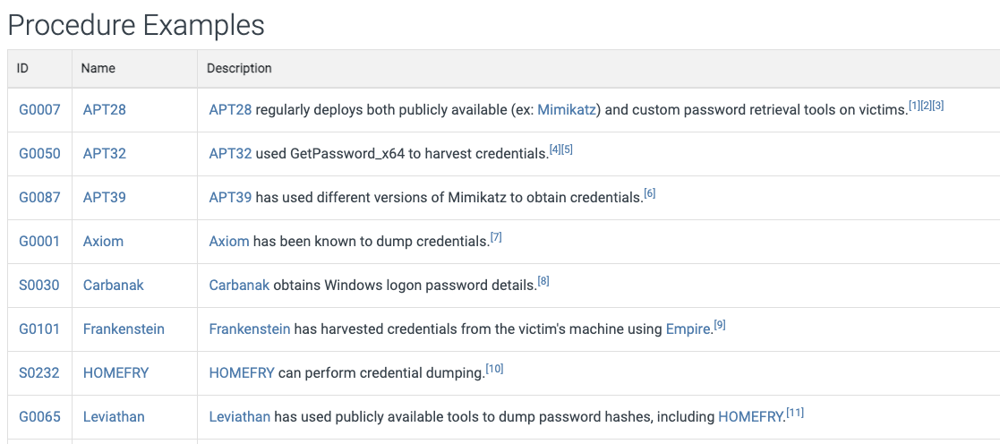 Procedure Examples
ID Name Description
G0007 APT28 APT28 regularly deploys both publicly available (ex: Mimikatz) and custom password retrieval tools on victims.[1][2][3]
G0050 APT32 APT32 used GetPassword_x64 to harvest credentials.[4][5]
G0087 APT39 APT39 has used different versions of Mimikatz to obtain credentials.[6]
G0001 Axiom Axiom has been known to dump credentials.[7]
S0030 Carbanak Carbanak obtains Windows logon password details.[8]
G0101 Frankenstein Frankenstein has harvested credentials from the victim's machine using Empire.[9]
S0232 HOMEFRY HOMEFRY can perform credential dumping.[10]
G0065 Leviathan Leviathan has used publicly available tools to dump password hashes, including HOMEFRY.[11]